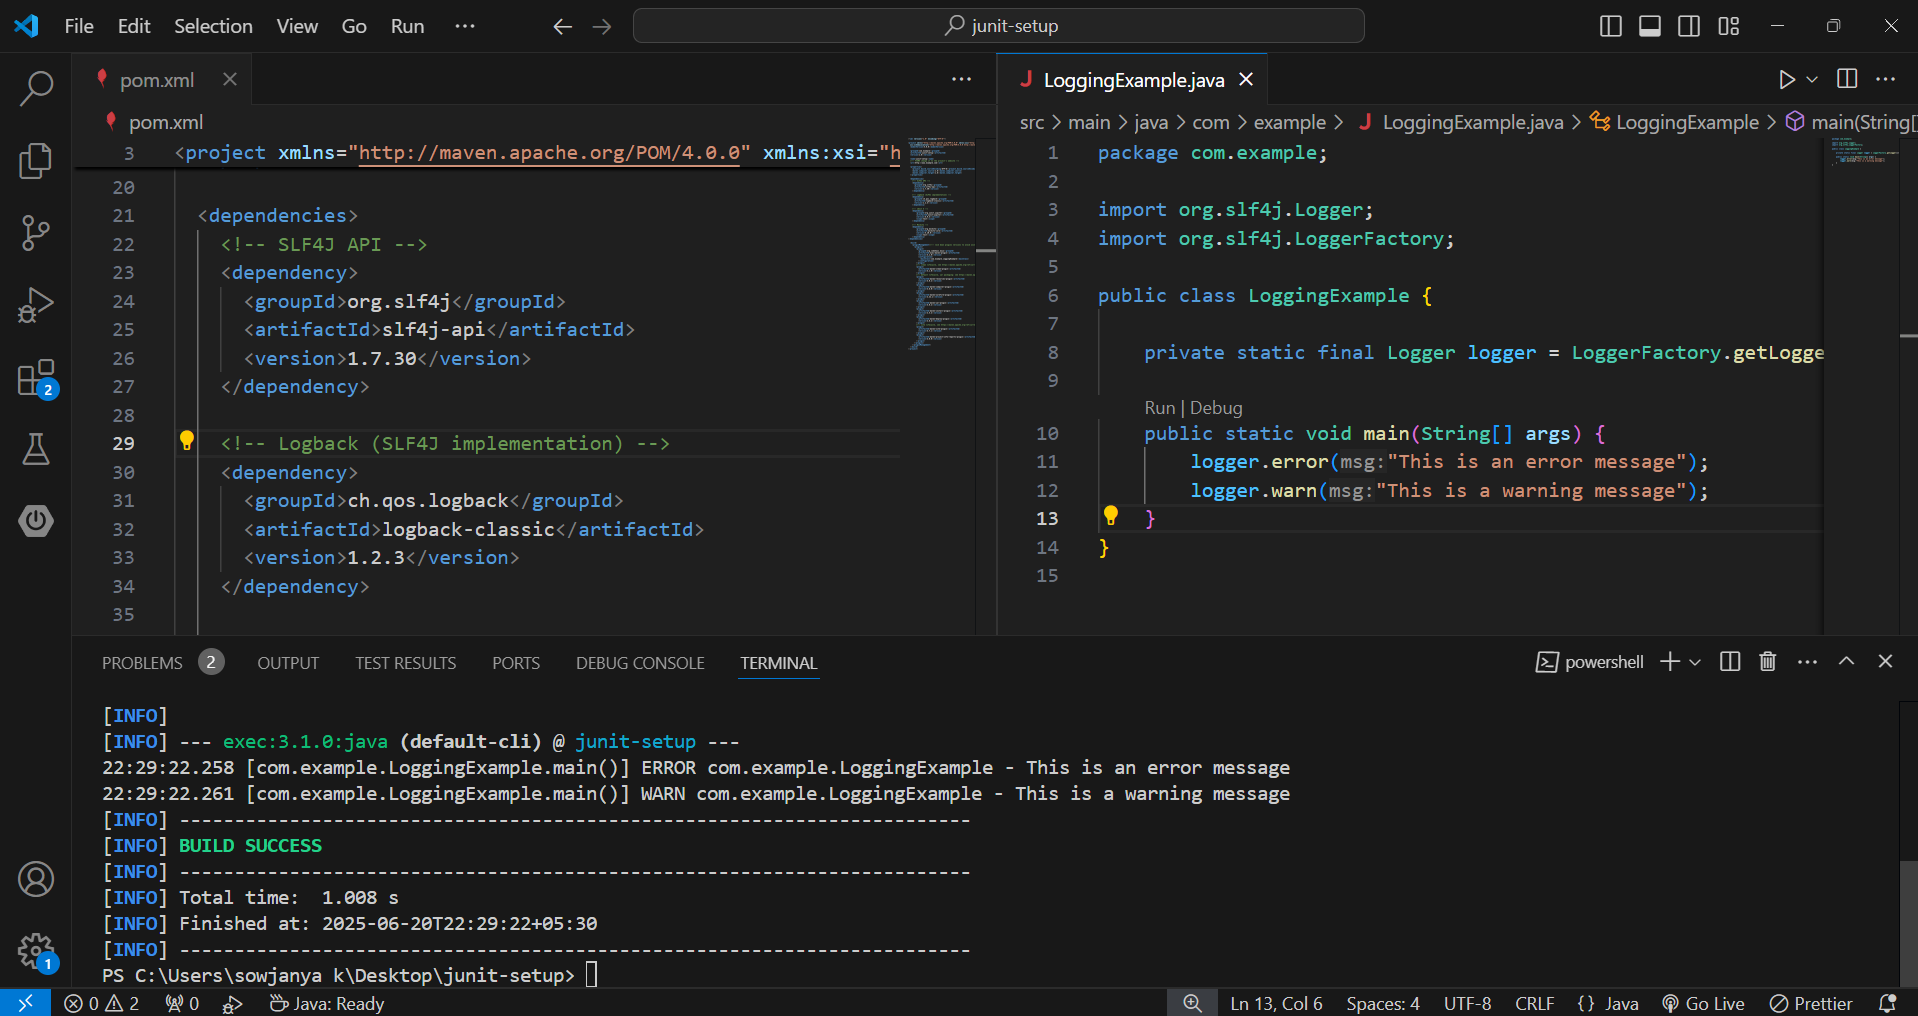 File Edit Selection View Go Run ··· junit-setup
pom.xml
pom.xml
3 <project xmlns="http://maven.apache.org/POM/4.0.0" xmlns:xsi="h
20
21 <dependencies>
22 <!-- SLF4J API -->
23 <dependency>
24 <groupId>org.slf4j</groupId>
25 <artifactId>slf4j-api</artifactId>
26 <version>1.7.30</version>
27 </dependency>
28
29 <!-- Logback (SLF4J implementation) -->
30 <dependency>
31 <groupId>ch.qos.logback</groupId>
32 <artifactId>logback-classic</artifactId>
33 <version>1.2.3</version>
34 </dependency>
35
LoggingExample.java
src > main > java > com > example > LoggingExample.java > LoggingExample > main(String[]
1 package com.example;
2
3 import org.slf4j.Logger;
4 import org.slf4j.LoggerFactory;
5
6 public class LoggingExample {
7
8 private static final Logger logger = LoggerFactory.getLogge
9
Run | Debug
10 public static void main(String[] args) {
11 logger.error(msg:"This is an error message");
12 logger.warn(msg:"This is a warning message");
13 }
14 }
15
PROBLEMS 2 OUTPUT TEST RESULTS PORTS DEBUG CONSOLE TERMINAL powershell
[INFO]
[INFO] --- exec:3.1.0:java (default-cli) @ junit-setup ---
22:29:22.258 [com.example.LoggingExample.main()] ERROR com.example.LoggingExample - This is an error message
22:29:22.261 [com.example.LoggingExample.main()] WARN com.example.LoggingExample - This is a warning message
[INFO] ------------------------------------------------------------------------
[INFO] BUILD SUCCESS
[INFO] ------------------------------------------------------------------------
[INFO] Total time:  1.008 s
[INFO] Finished at: 2025-06-20T22:29:22+05:30
[INFO] ------------------------------------------------------------------------
PS C:\Users\sowjanya k\Desktop\junit-setup>
2
1
0 2 0 Java: Ready Ln 13, Col 6 Spaces: 4 UTF-8 CRLF {} Java Go Live Prettier